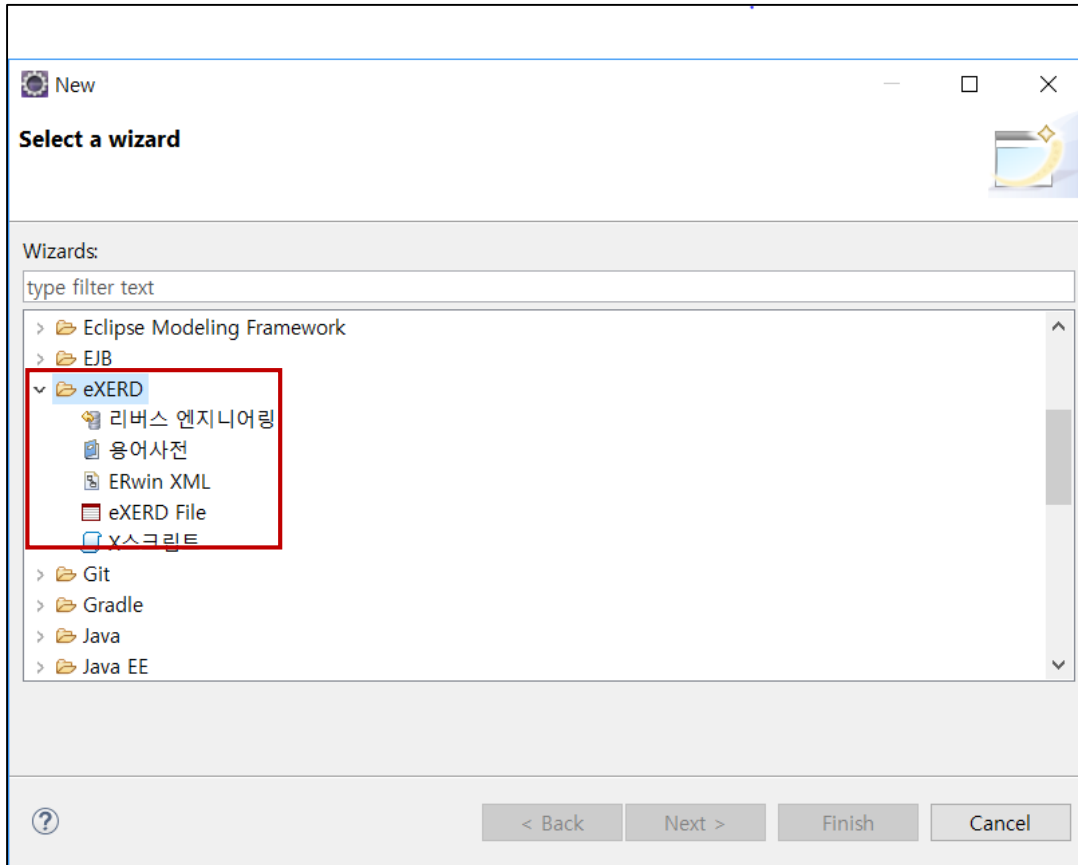 New
Select a wizard
Wizards:
type filter text
Eclipse Modeling Framework
EJB
eXERD
리버스 엔지니어링
용어사전
ERwin XML
eXERD File
X스크립트
Git
Gradle
Java
Java EE
?
< Back Next > Finish Cancel